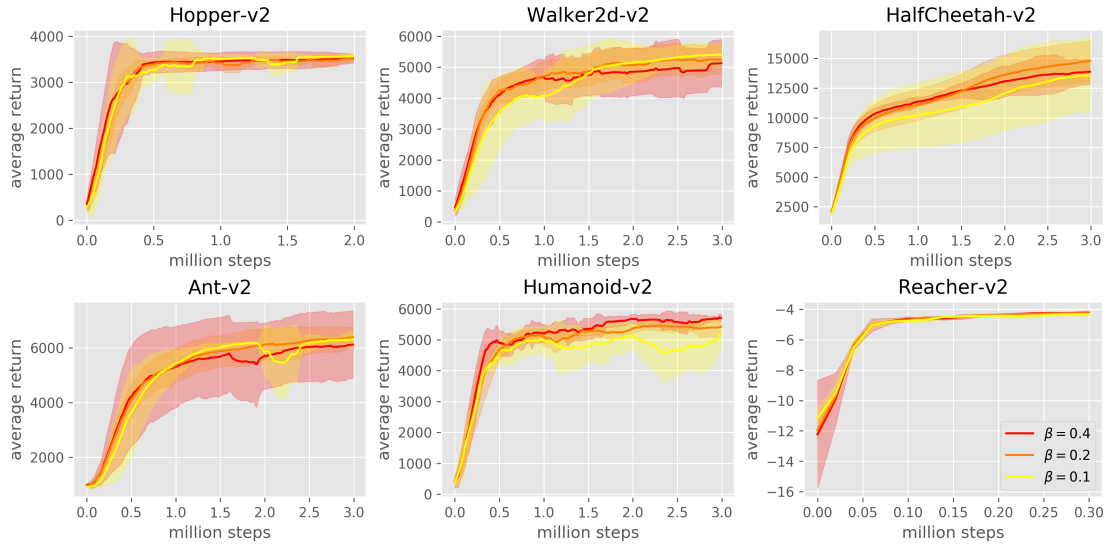 Hopper-v2
average return
4000
3000
2000
1000
0
0.0 0.5 1.0 1.5 2.0
million steps
Walker2d-v2
average return
6000
5000
4000
3000
2000
1000
0
0.0 0.5 1.0 1.5 2.0 2.5 3.0
million steps
HalfCheetah-v2
average return
15000
12500
10000
7500
5000
2500
0.0 0.5 1.0 1.5 2.0 2.5 3.0
million steps
Ant-v2
average return
6000
4000
2000
0.0 0.5 1.0 1.5 2.0 2.5 3.0
million steps
Humanoid-v2
average return
6000
5000
4000
3000
2000
1000
0
0.0 0.5 1.0 1.5 2.0 2.5 3.0
million steps
Reacher-v2
average return
−4
−6
−8
−10
−12
−14
−16
0.00 0.05 0.10 0.15 0.20 0.25 0.30
million steps
β = 0.4
β = 0.2
β = 0.1